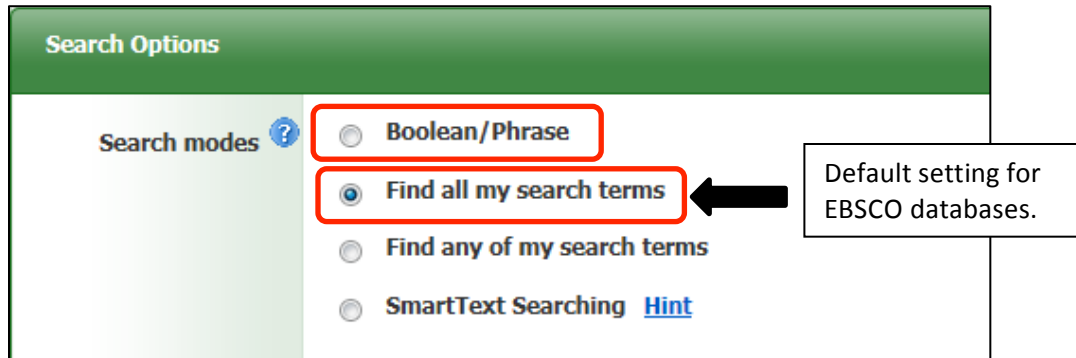 Search Options
Search modes ?
Boolean/Phrase
Find all my search terms
Default setting for
EBSCO databases.
Find any of my search terms
SmartText Searching Hint